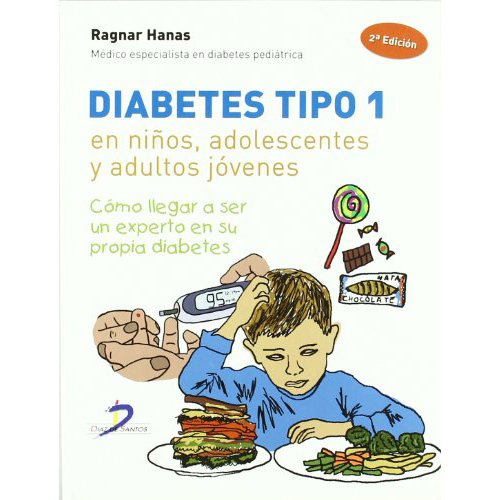 Ragnar Hanas
Médico especialista en diabetes pediátrica
2ª Edición
DIABETES TIPO 1
en niños, adolescentes
y adultos jóvenes
Cómo llegar a ser
un experto en su
propia diabetes
95
MATA
CHOCOLATE
DIAZ DE SANTOS